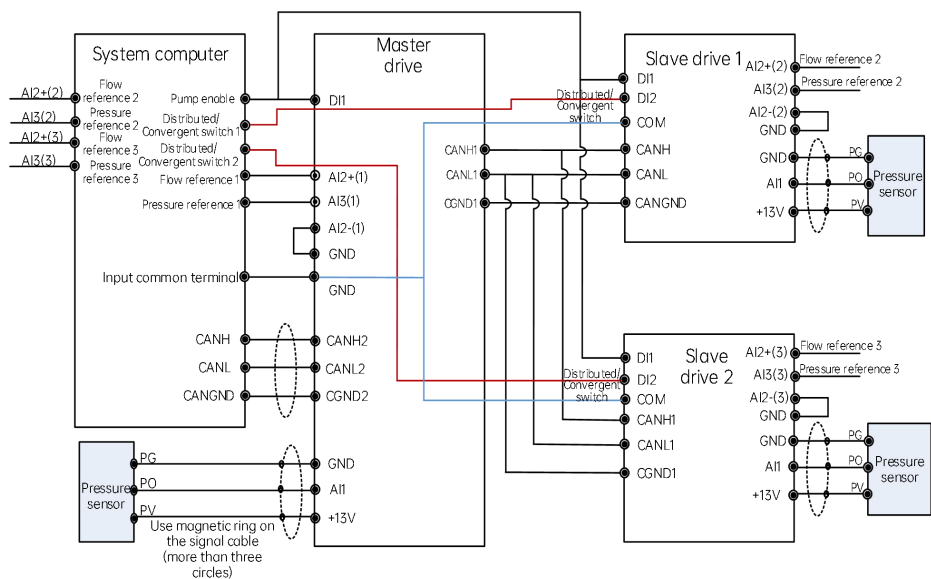 System computer
AI2+(2)
AI3(2)
AI2+(3)
AI3(3)
Flow
reference 2
Pressure
reference 2
Flow
reference 3
Pressure
reference 3
Pump enable
Distributed/
Convergent switch 1
Distributed/
Convergent switch 2
Flow reference 1
Pressure reference 1
Input common terminal
CANH
CANL
CANGND
Master
drive
DI1
AI2+(1)
AI3(1)
AI2-(1)
GND
GND
CANH2
CANL2
CGND2
GND
AI1
+13V
CANH1
CANL1
CGND1
Pressure
sensor
PG
PO
PV
Use magnetic ring on
the signal cable
(more than three
circles)
Slave drive 1
DI1
Distributed/
Convergent
switch
DI2
COM
CANH
CANL
CANGND
AI2+(2)
AI3(2)
AI2-(2)
GND
GND
AI1
+13V
Flow reference 2
Pressure reference 2
PG
PO
PV
Pressure
sensor
Slave
drive 2
DI1
Distributed/
Convergent
switch
DI2
COM
CANH1
CANL1
CGND1
AI2+(3)
AI3(3)
AI2-(3)
GND
GND
AI1
+13V
Flow reference 3
Pressure reference 3
PG
PO
PV
Pressure
sensor